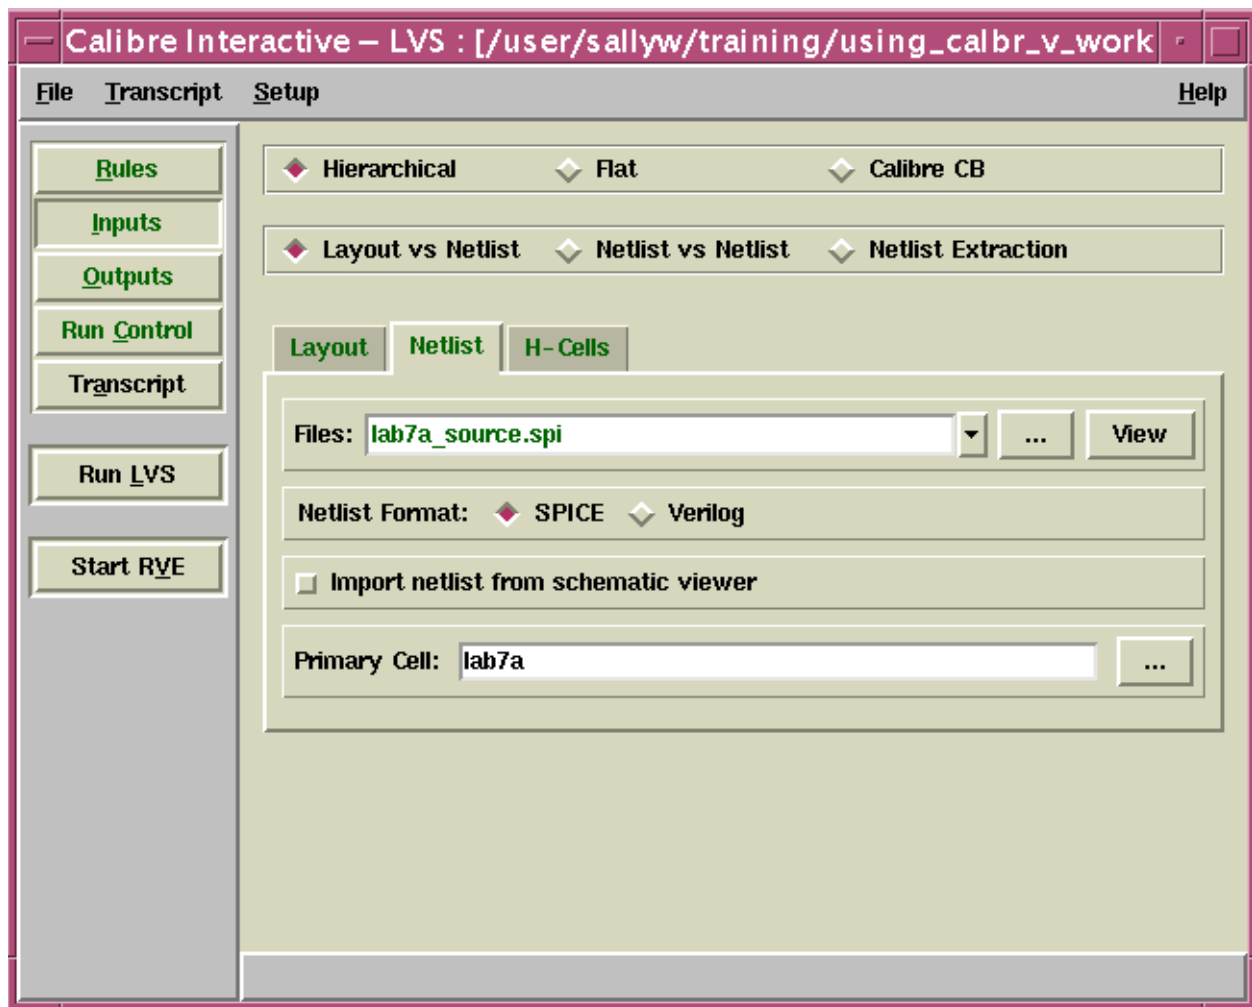 Calibre Interactive – LVS : [/user/sallyw/training/using_calbr_v_work
File Transcript Setup Help
Rules
Inputs
Outputs
Run Control
Transcript
Run LVS
Start RVE
Hierarchical Flat Calibre CB
Layout vs Netlist Netlist vs Netlist Netlist Extraction
Layout Netlist H-Cells
Files: lab7a_source.spi ... View
Netlist Format: SPICE Verilog
Import netlist from schematic viewer
Primary Cell: lab7a ...